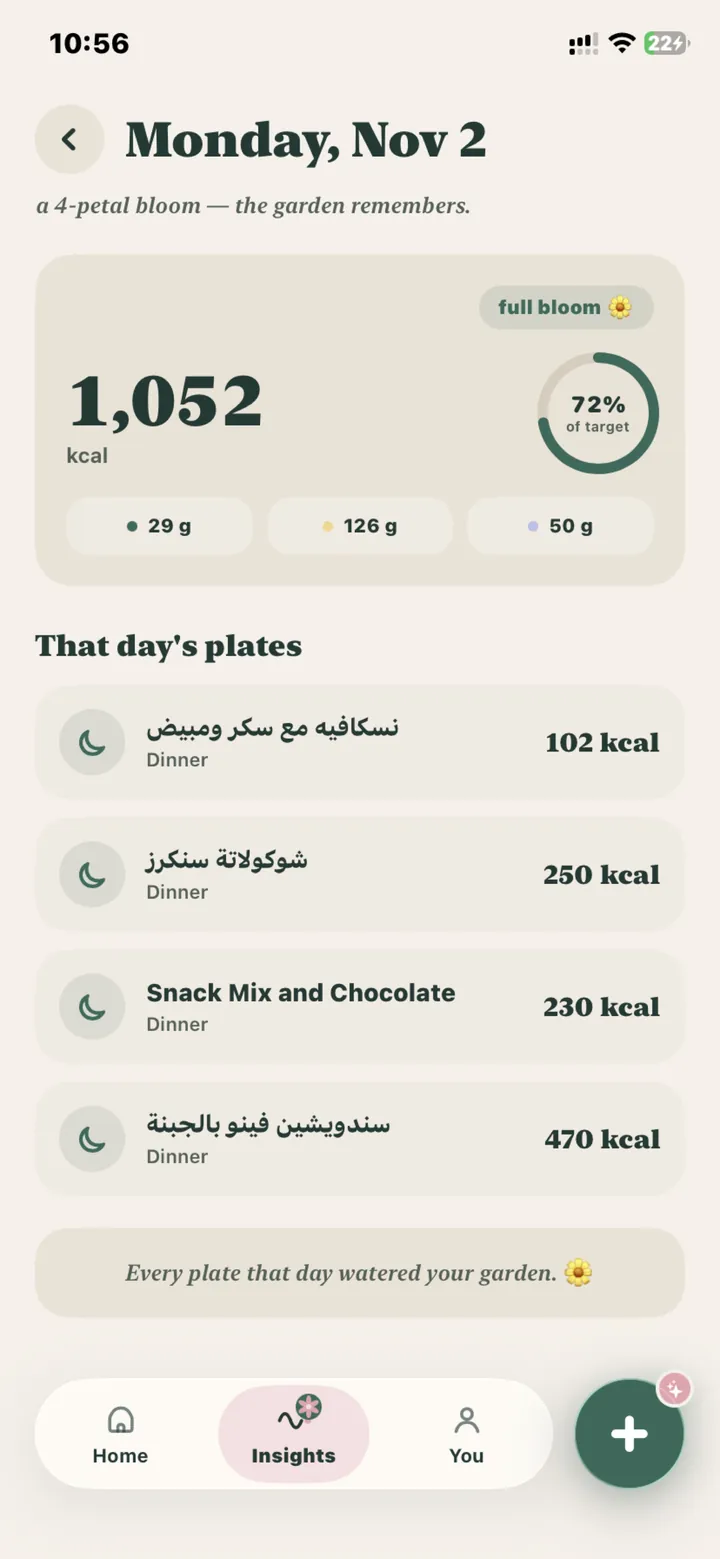 10:56
22
Monday, Nov 2
a 4-petal bloom — the garden remembers.
full bloom 🌼
1,052
kcal
72%
of target
29 g
126 g
50 g
That day's plates
نسكافيه مع سكر ومبيض
Dinner
102 kcal
شوكولاتة سنكرز
Dinner
250 kcal
Snack Mix and Chocolate
Dinner
230 kcal
سندويشين فينو بالجبنة
Dinner
470 kcal
Every plate that day watered your garden. 🌼
Home
Insights
You